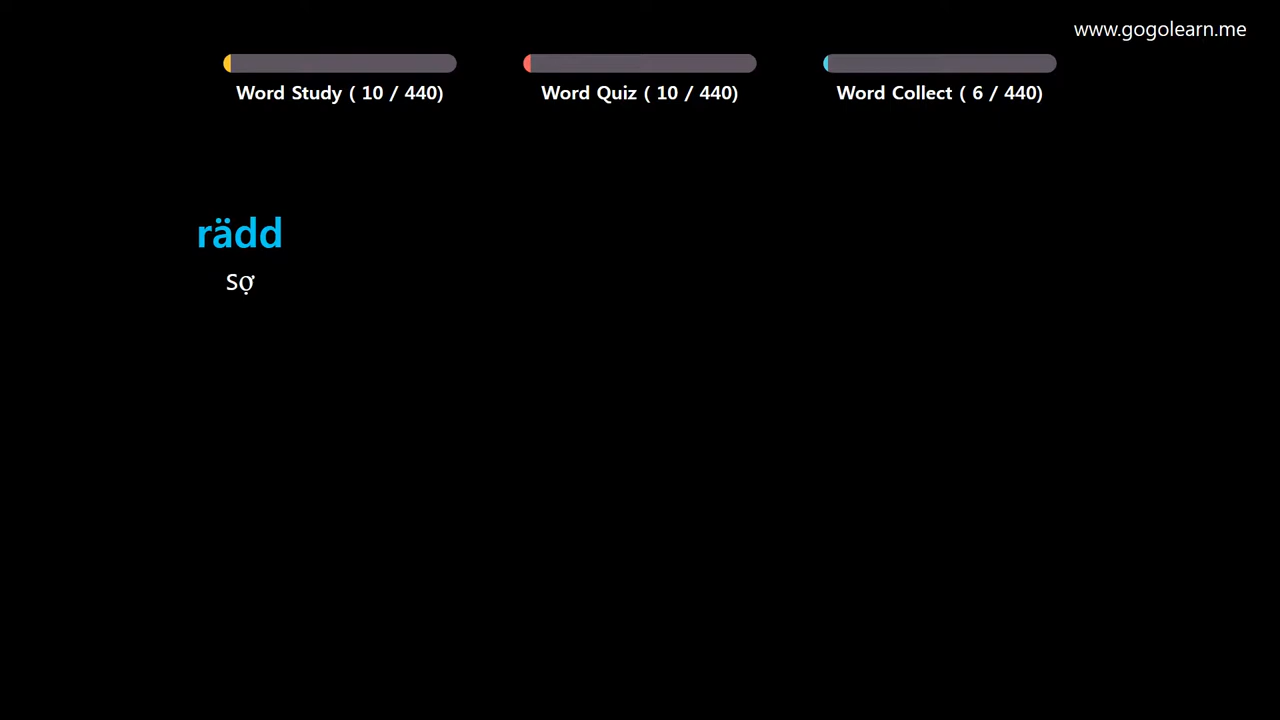 www.gogolearn.me
Word Study ( 10 / 440)
Word Quiz ( 10 / 440)
Word Collect ( 6 / 440)
rädd
Sợ